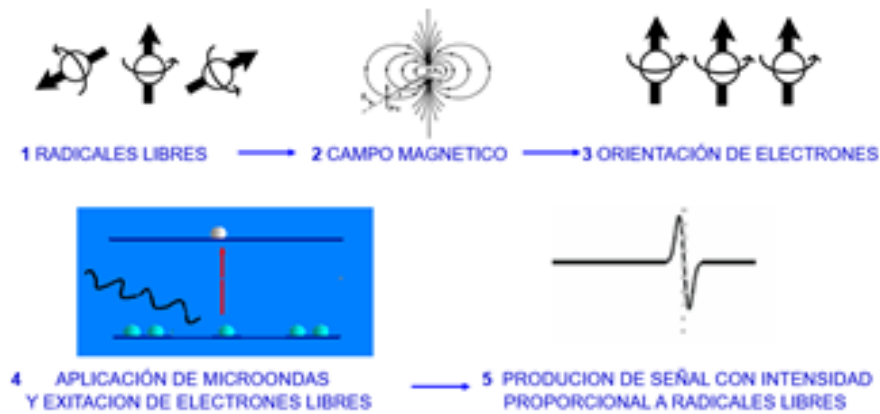 1 RADICALES LIBRES
2 CAMPO MAGNETICO
3 ORIENTACIÓN DE ELECTRONES
4 APLICACIÓN DE MICROONDAS
Y EXITACION DE ELECTRONES LIBRES
5 PRODUCION DE SEÑAL CON INTENSIDAD
PROPORCIONAL A RADICALES LIBRES